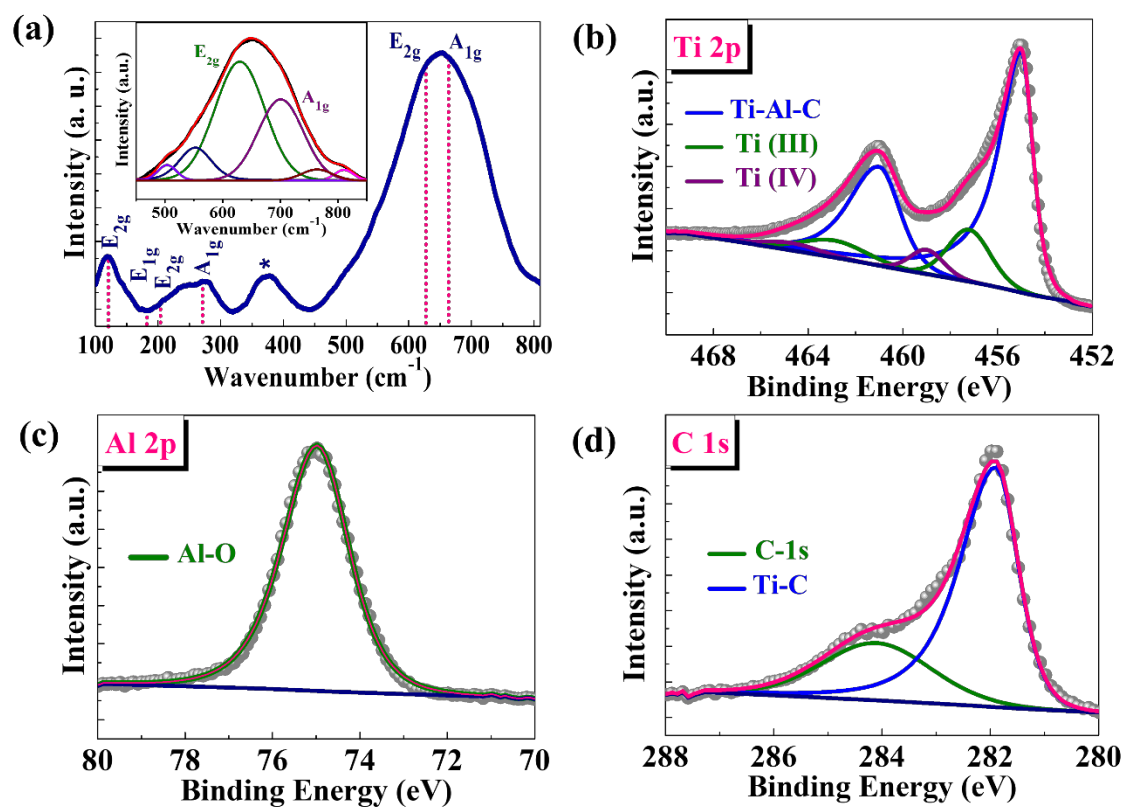 (a)
E2g
A1g
Intensity (a.u.)
500 600 700 800
Wavenumber (cm-1)
E2g
A1g
E2g
E1g
E2g
A1g
*
Intensity (a. u.)
100 200 300 400 500 600 700 800
Wavenumber (cm-1)
(b)
Ti 2p
Ti-Al-C
Ti (III)
Ti (IV)
Intensity (a.u.)
468 464 460 456 452
Binding Energy (eV)
(c)
Al 2p
Al-O
Intensity (a.u.)
80 78 76 74 72 70
Binding Energy (eV)
(d)
C 1s
C-1s
Ti-C
Intensity (a.u.)
288 286 284 282 280
Binding Energy (eV)